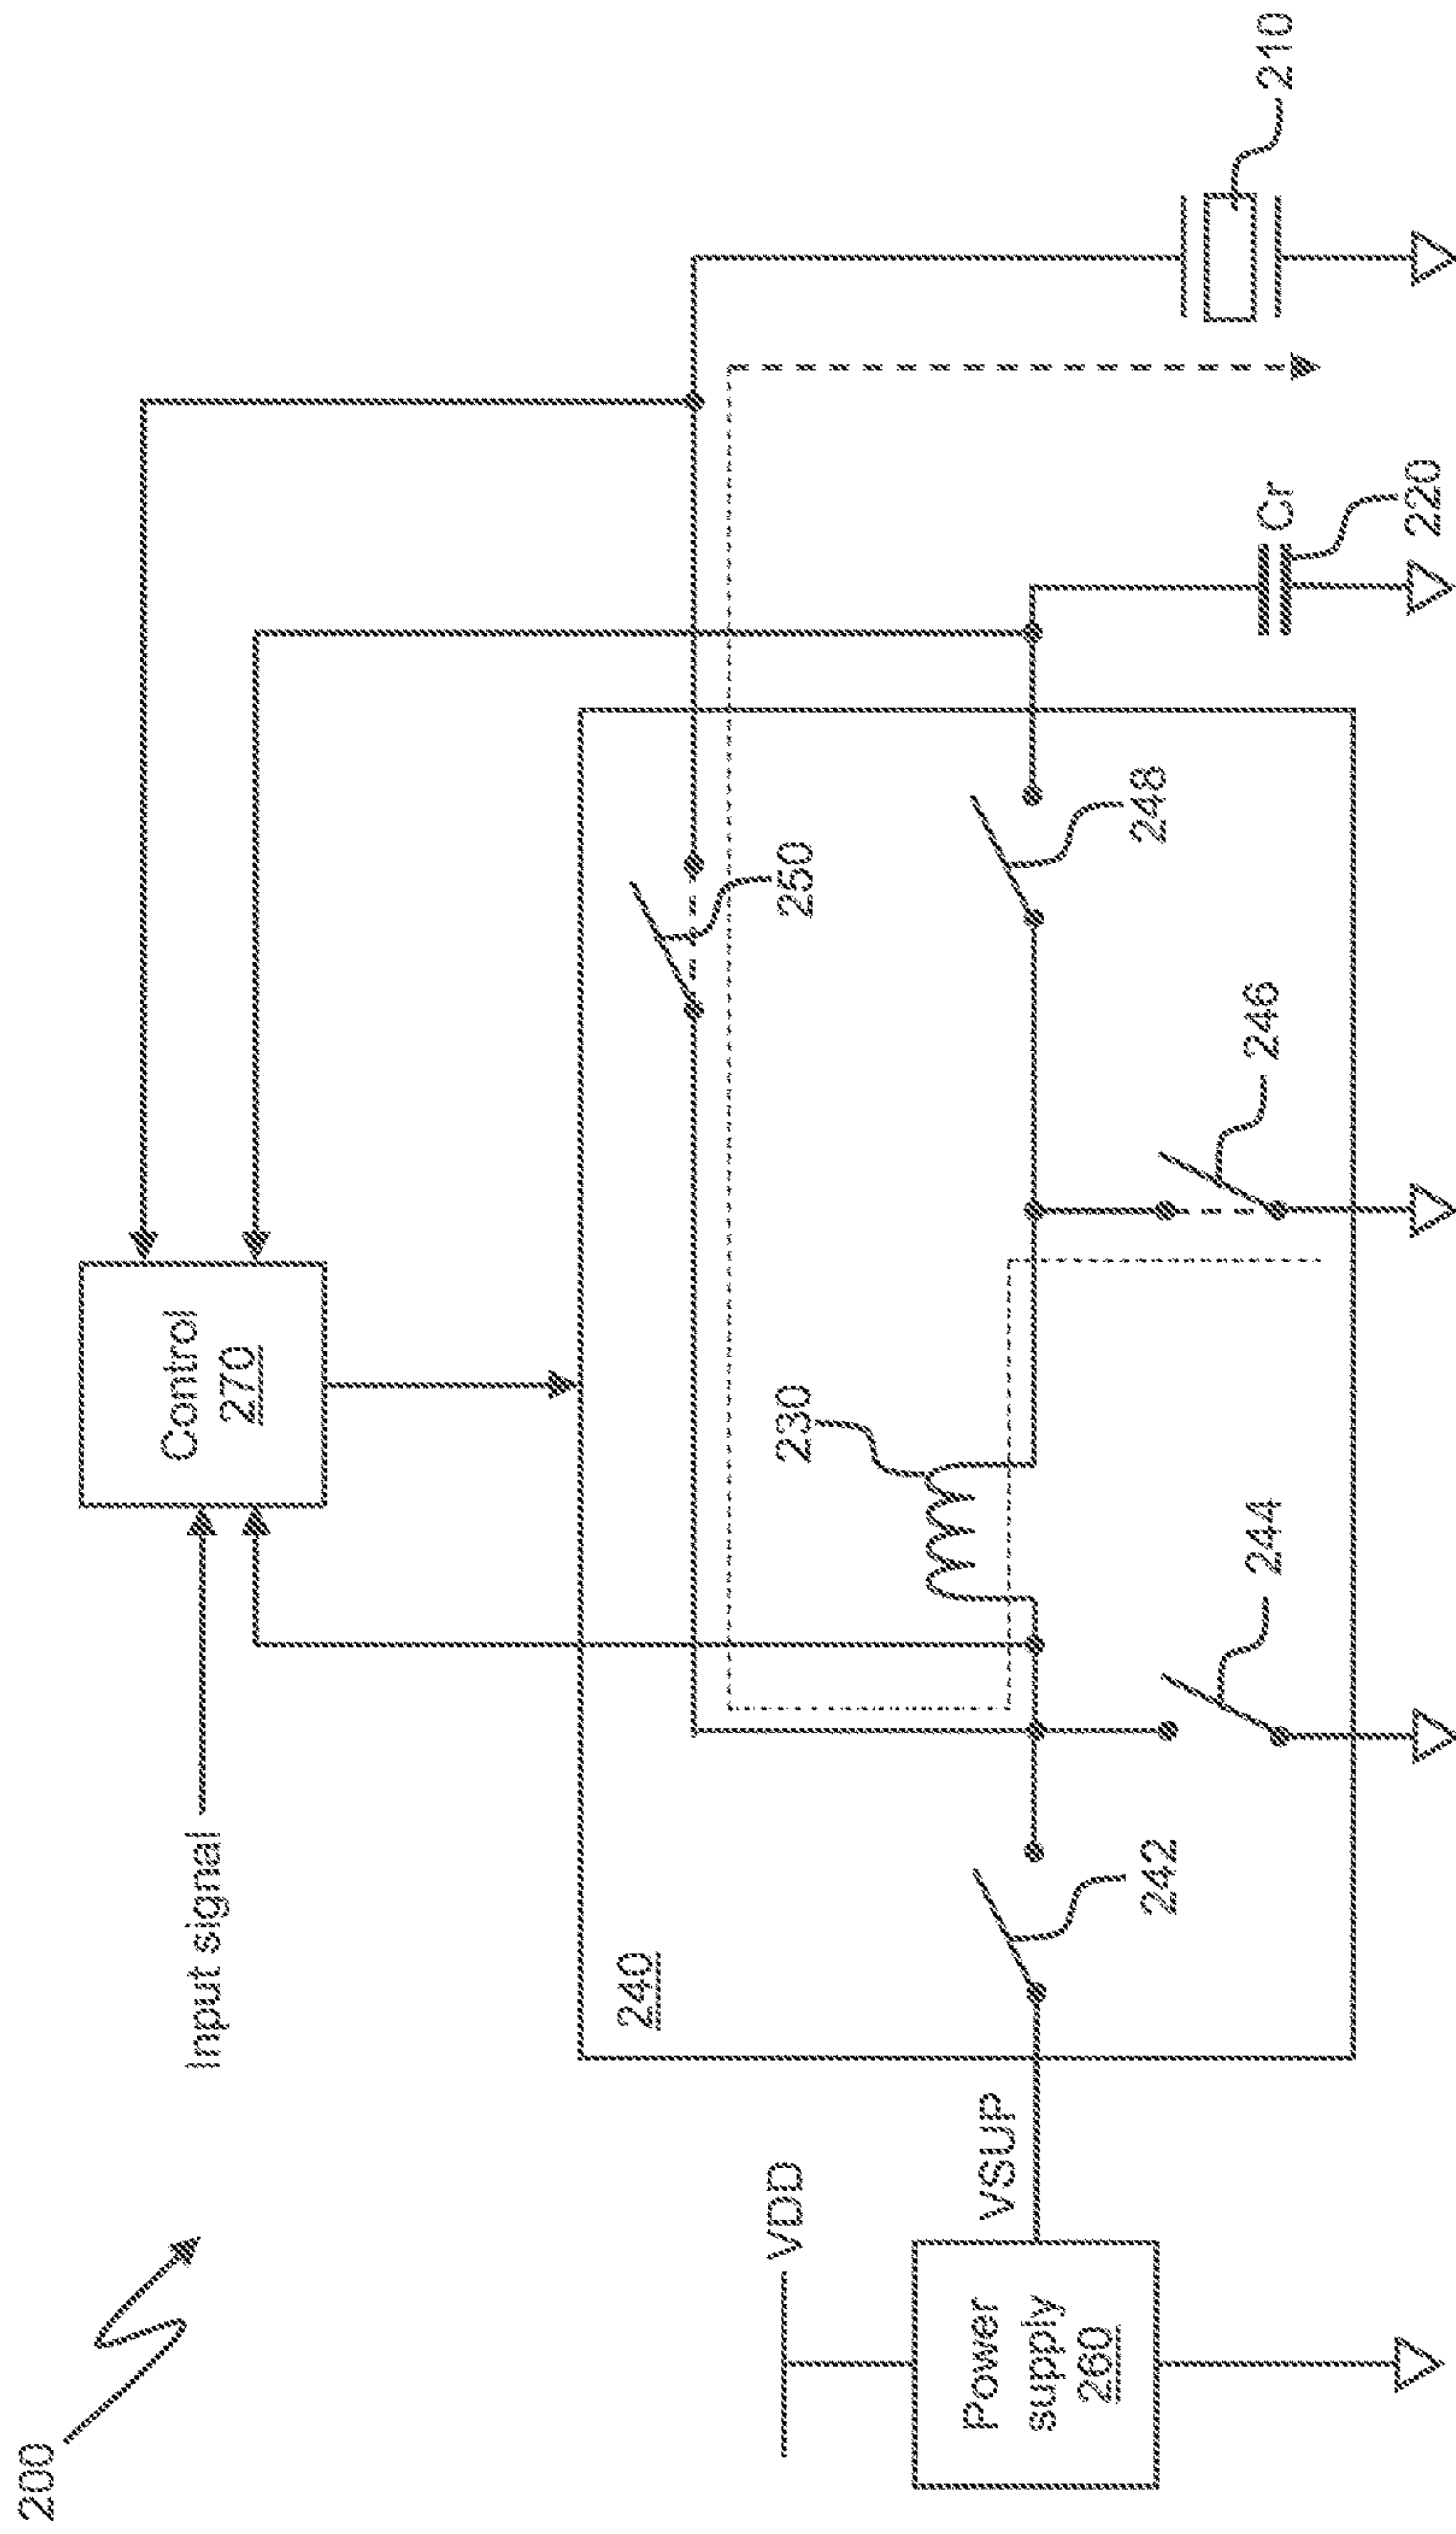 200
Input signal
Control
270
VDD
Power
supply
260
VSUP
240
242
244
230
246
250
248
Cr
220
210